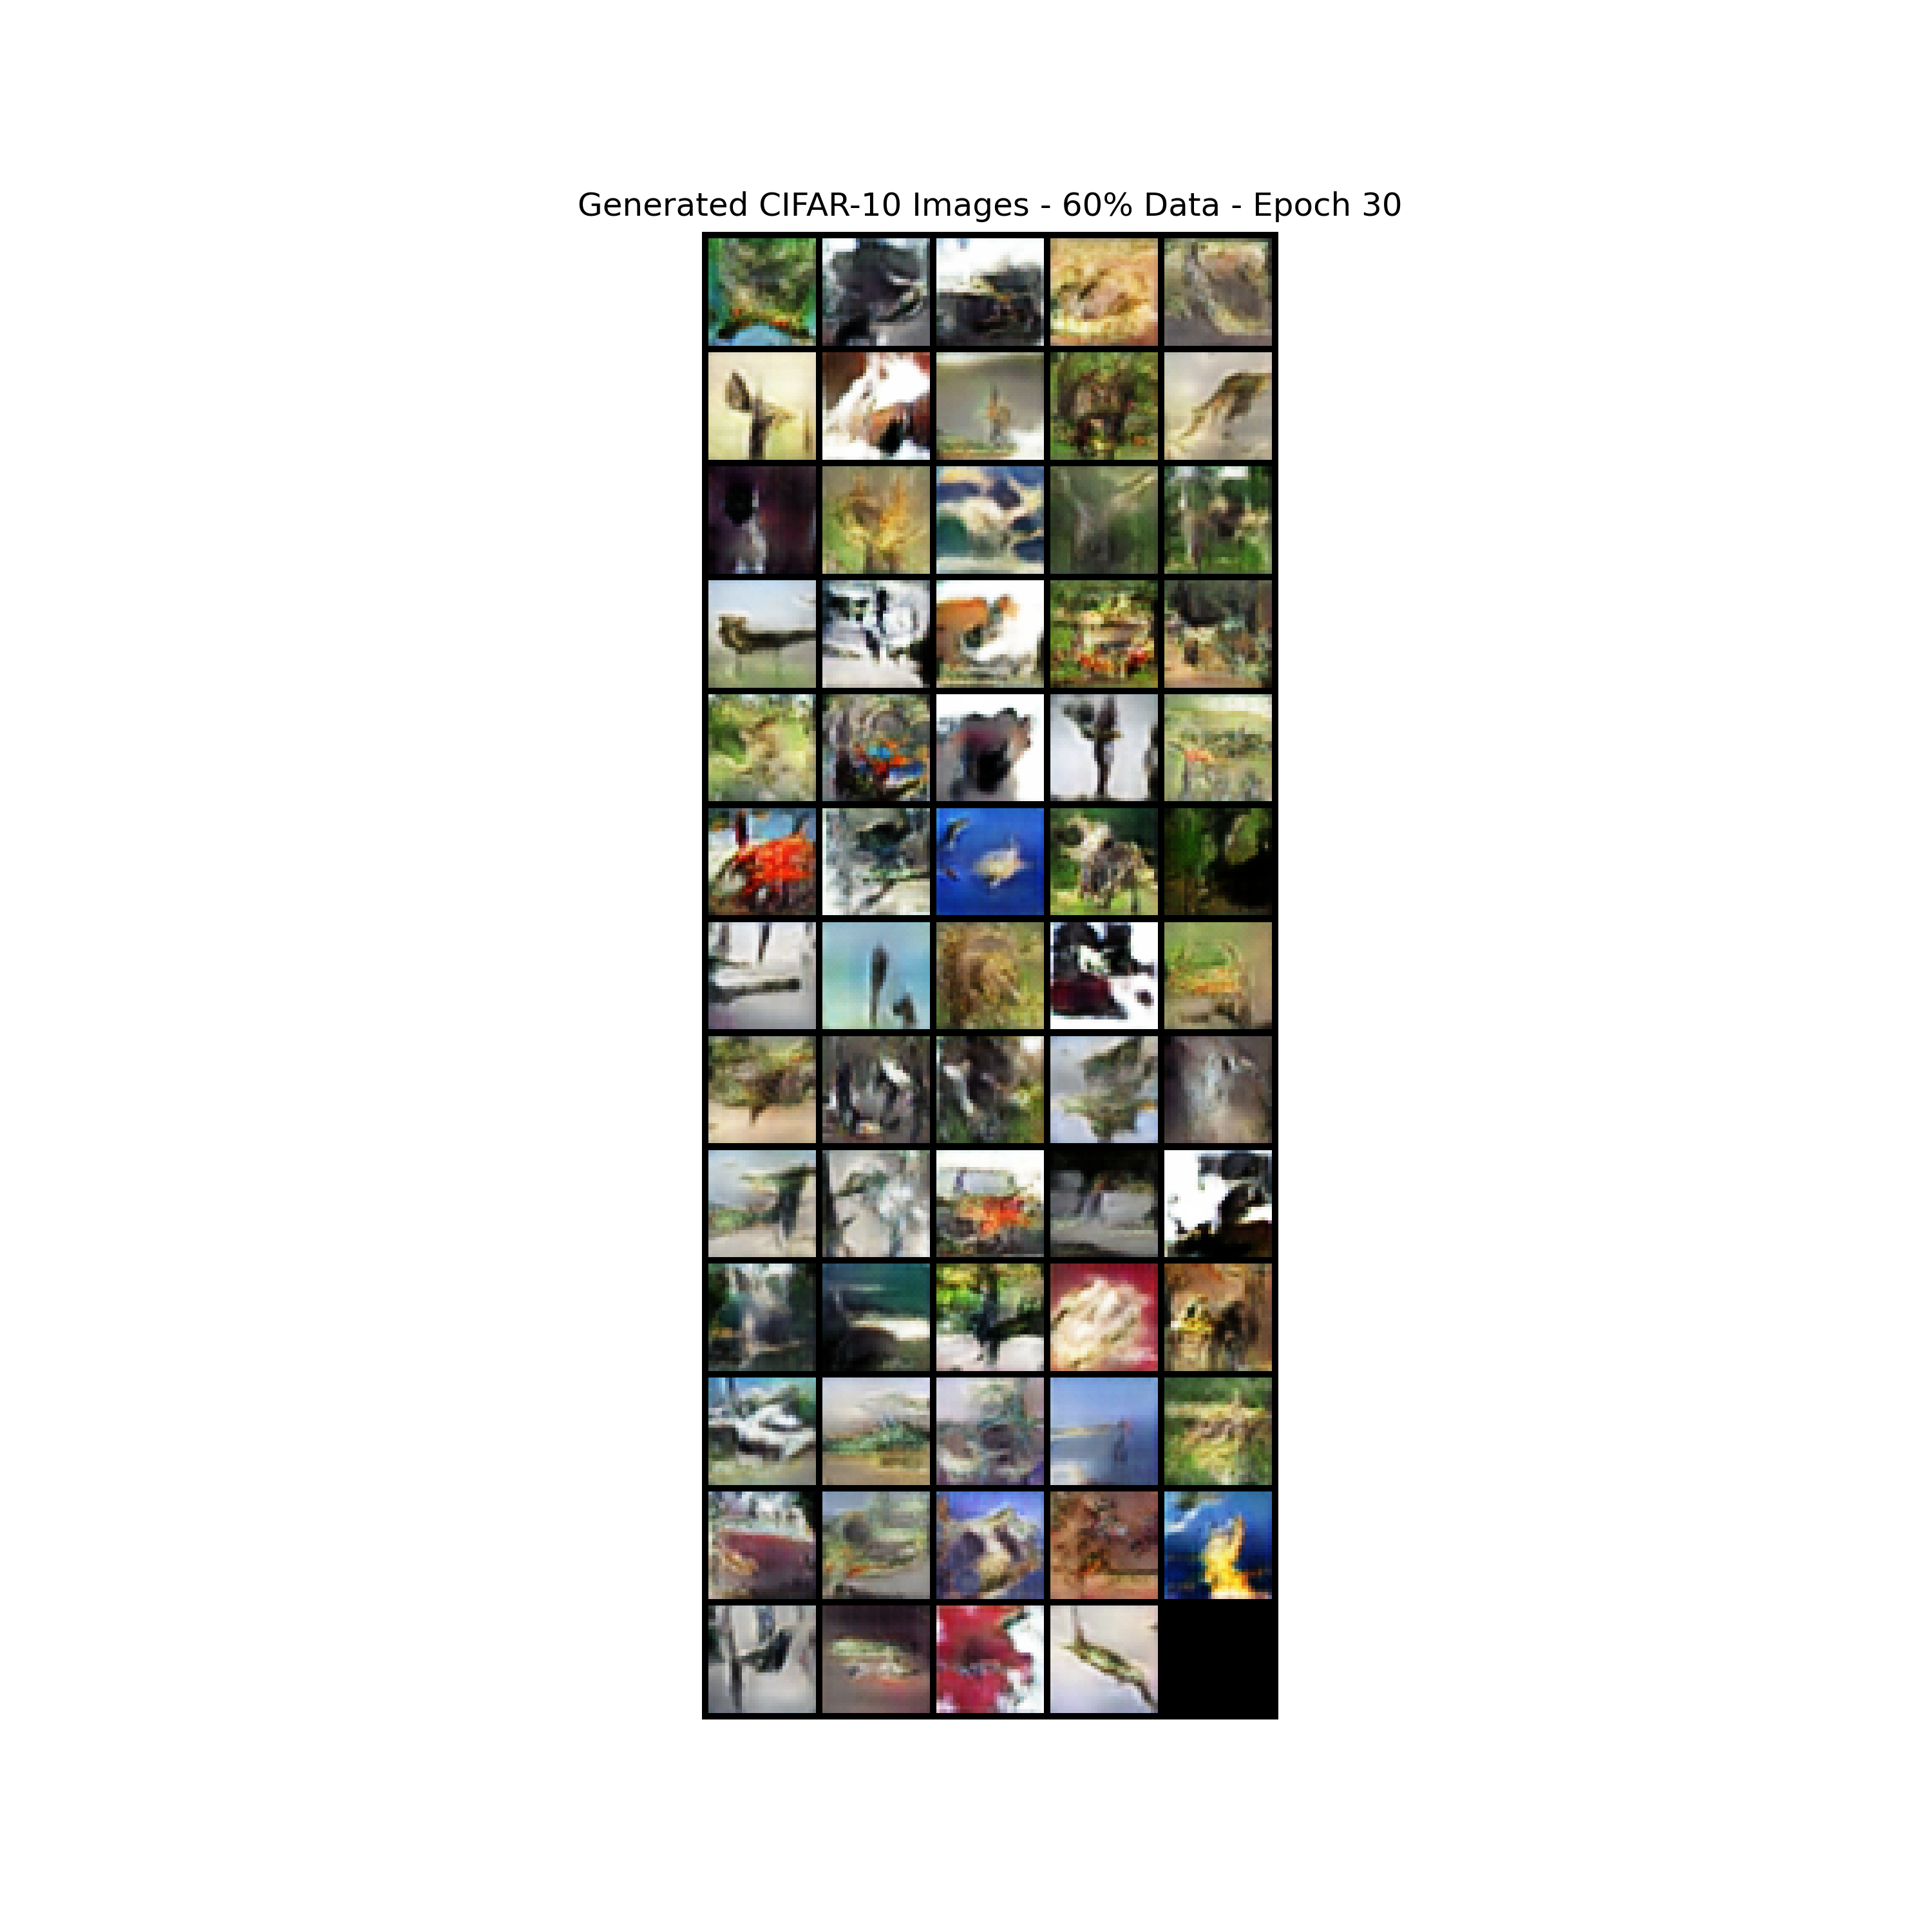 Generated CIFAR-10 Images - 60% Data - Epoch 30